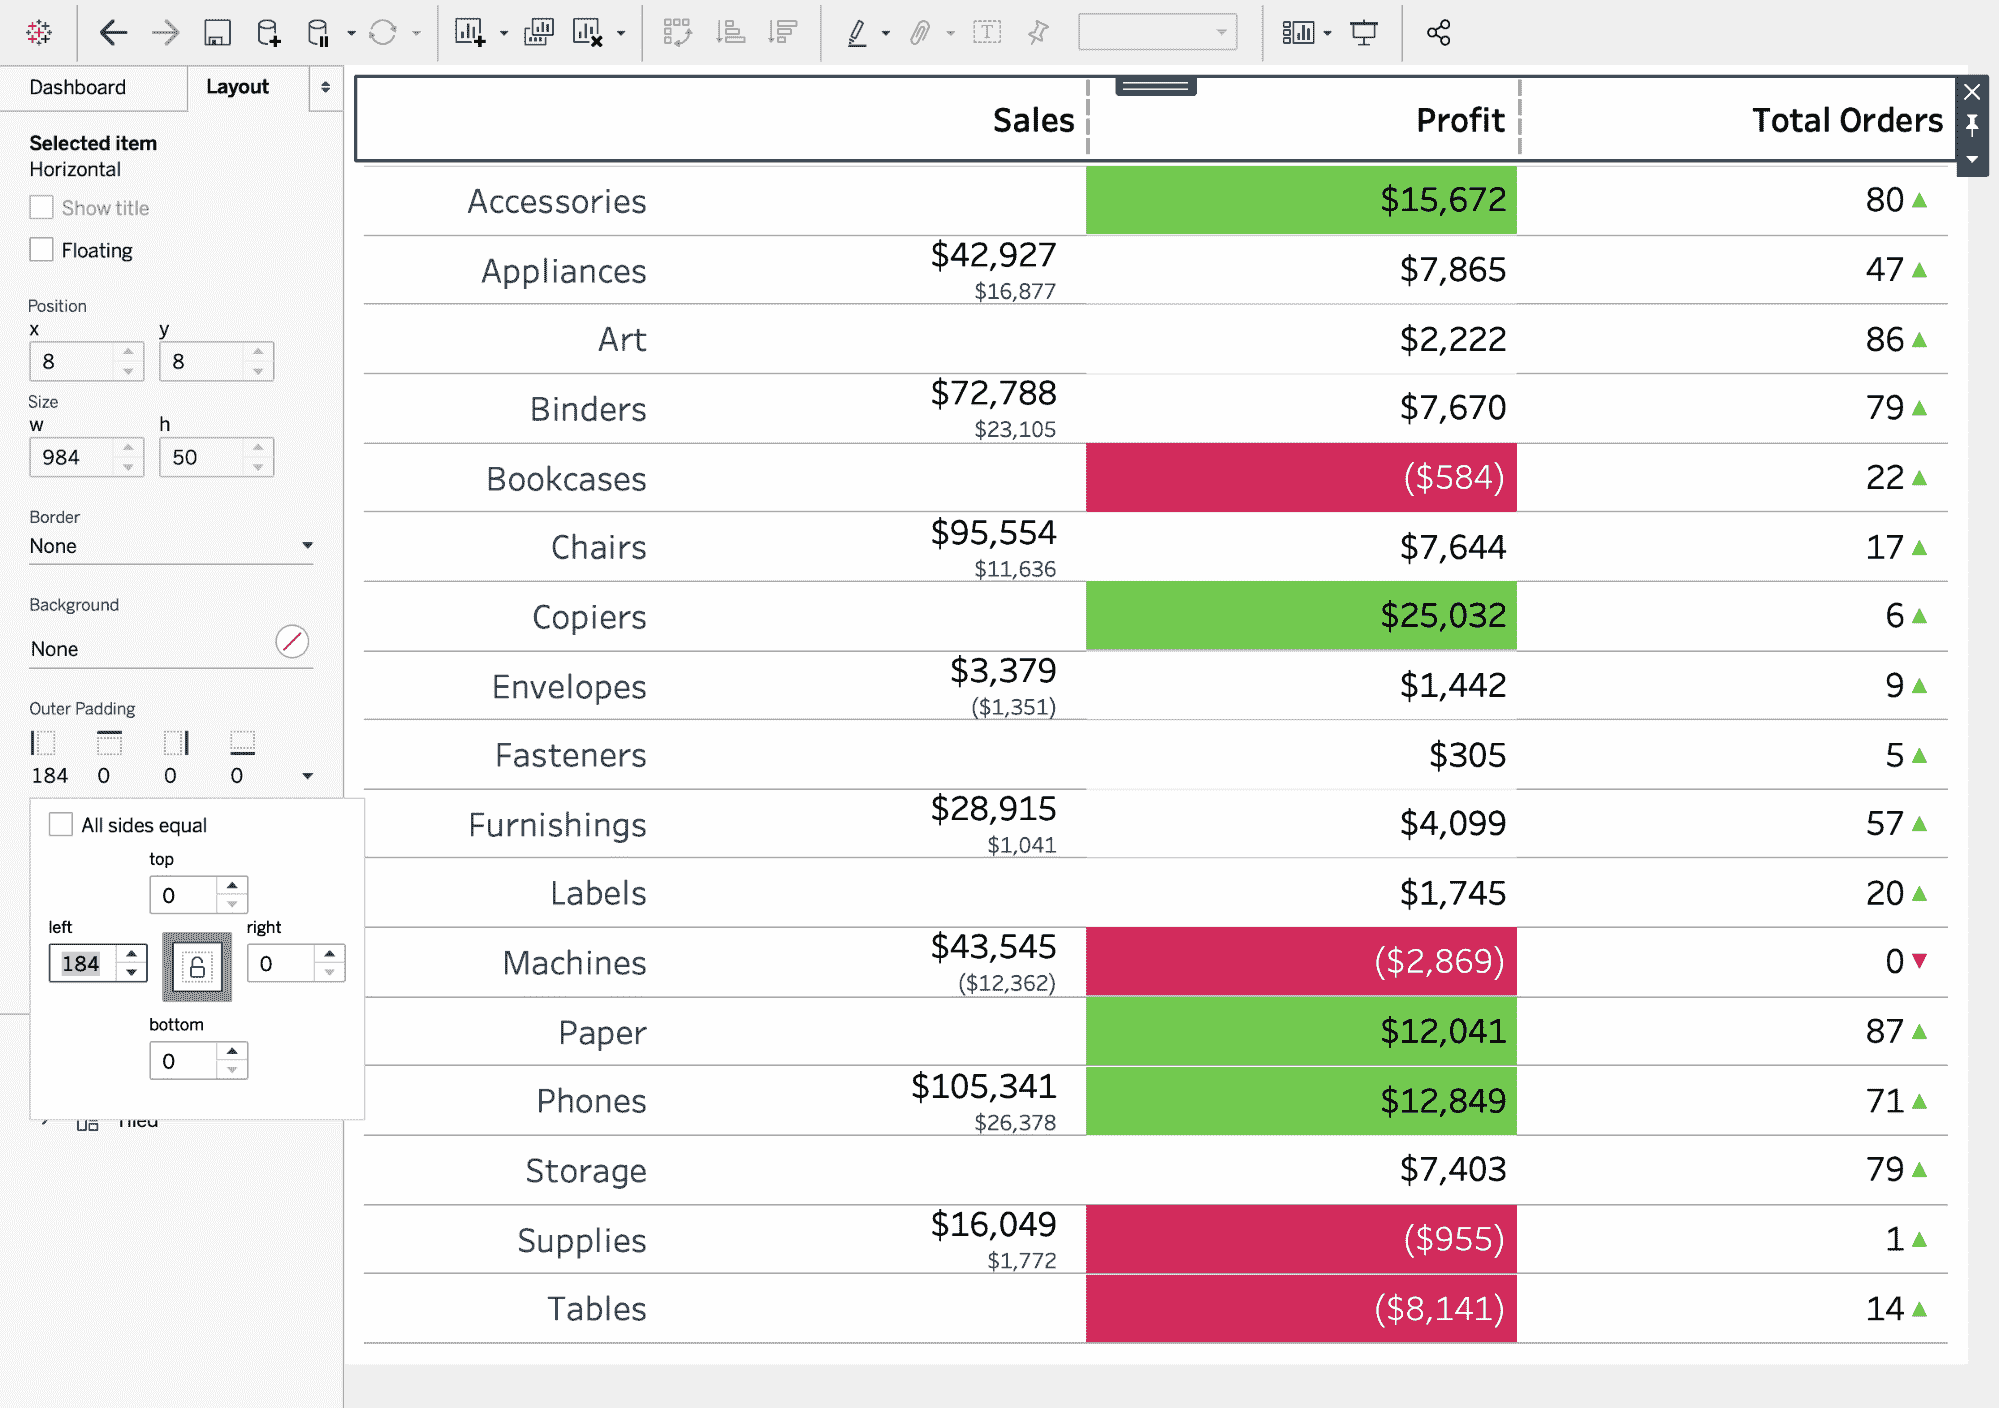 Dashboard
Layout
Selected item
Horizontal
Show title
Floating
Position
x y
8 8
Size
w h
984 50
Border
None
Background
None
Outer Padding
184 0 0 0
All sides equal
top
0
left right
184 0
bottom
0
Tiled
T
Sales Profit Total Orders
Accessories $15,672 80
Appliances $42,927 $7,865 47
$16,877
Art $2,222 86
Binders $72,788 $7,670 79
$23,105
Bookcases ($584) 22
Chairs $95,554 $7,644 17
$11,636
Copiers $25,032 6
Envelopes $3,379 $1,442 9
($1,351)
Fasteners $305 5
Furnishings $28,915 $4,099 57
$1,041
Labels $1,745 20
Machines $43,545 ($2,869) 0
($12,362)
Paper $12,041 87
Phones $105,341 $12,849 71
$26,378
Storage $7,403 79
Supplies $16,049 ($955) 1
$1,772
Tables ($8,141) 14